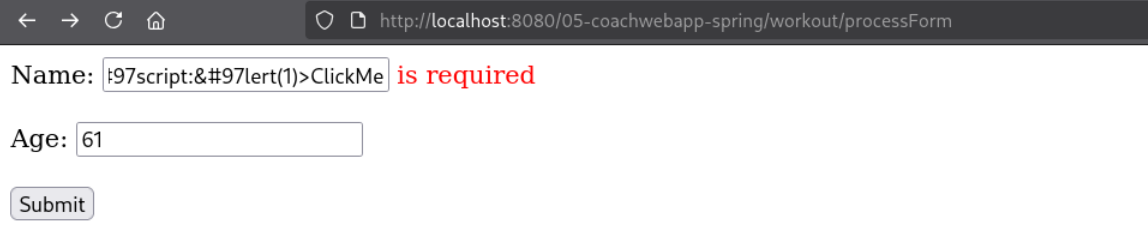 http://localhost:8080/05-coachwebapp-spring/workout/processForm
Name: #97script:&#97lert(1)>ClickMe is required
Age: 61
Submit